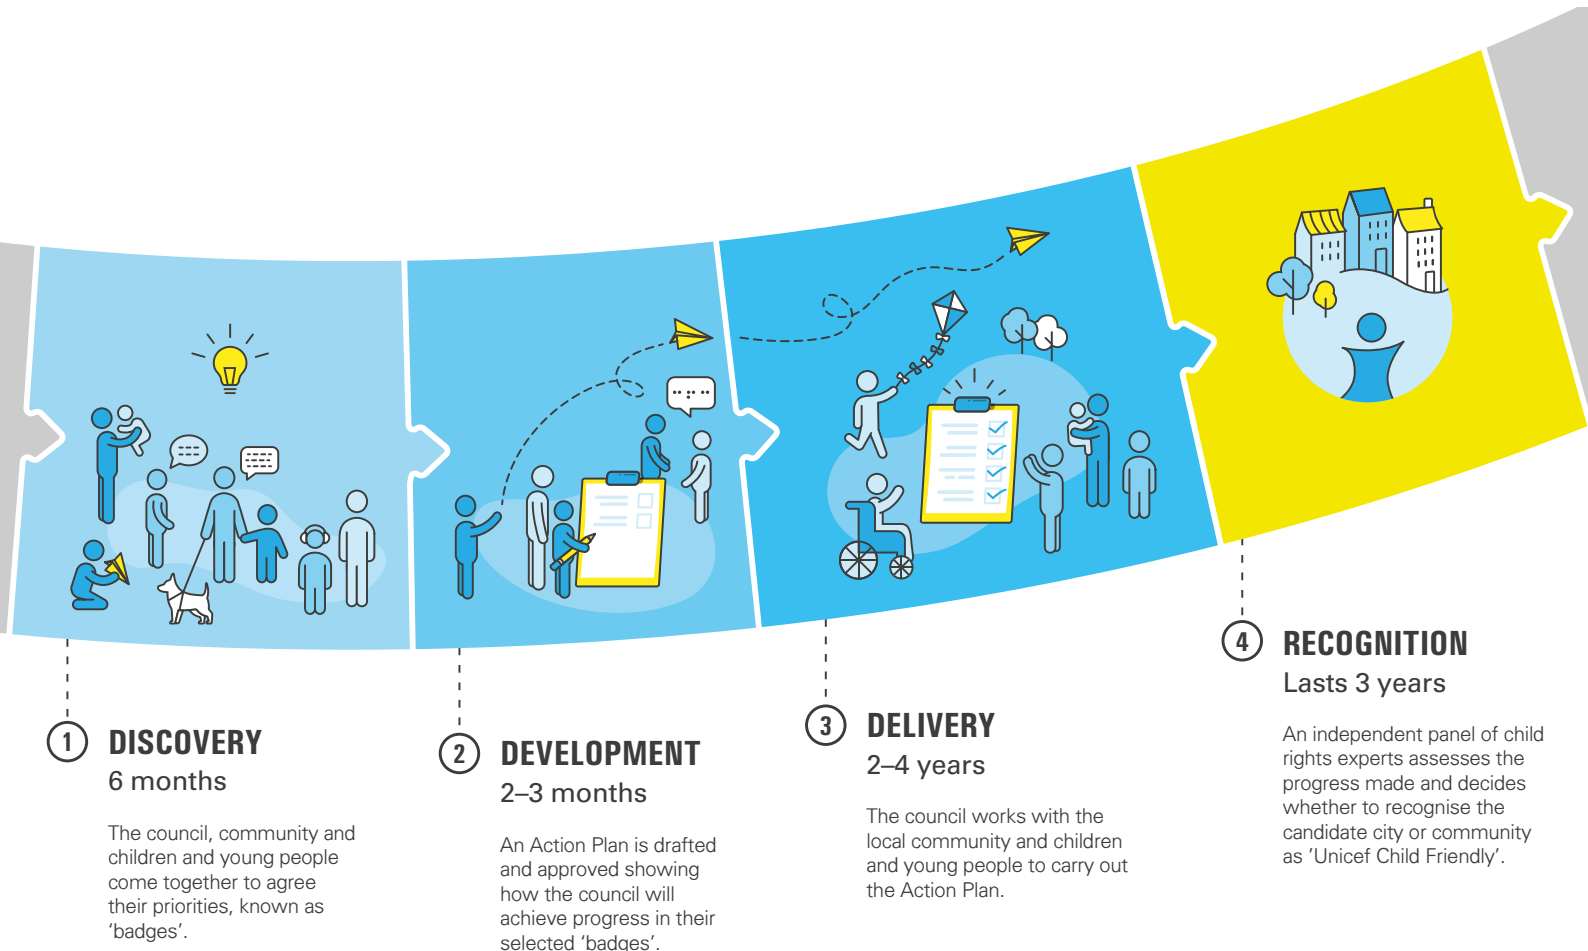 1
DISCOVERY
6 months
The council, community and
children and young people
come together to agree
their priorities, known as
‘badges’.
2
DEVELOPMENT
2–3 months
An Action Plan is drafted
and approved showing
how the council will
achieve progress in their
selected ‘badges’.
3
DELIVERY
2–4 years
The council works with the
local community and children
and young people to carry out
the Action Plan.
4
RECOGNITION
Lasts 3 years
An independent panel of child
rights experts assesses the
progress made and decides
whether to recognise the
candidate city or community
as ’Unicef Child Friendly’.